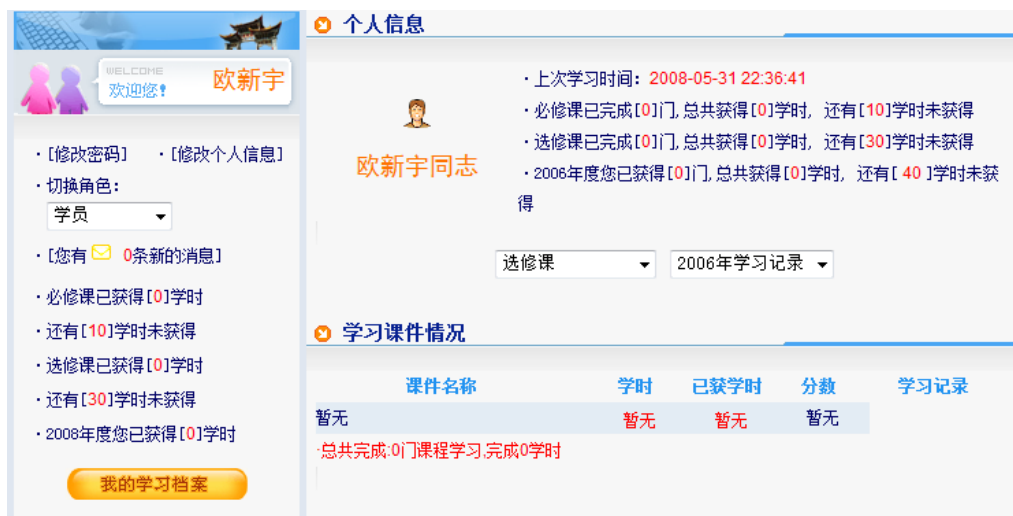 WELCOME
欢迎您!
欧新宇
·[修改密码] ·[修改个人信息]
·切换角色:
学员
·[您有 0条新的消息]
·必修课已获得[0]学时
·还有[10]学时未获得
·选修课已获得[0]学时
·还有[30]学时未获得
·2008年度您已获得[0]学时
我的学习档案
个人信息
欧新宇同志
·上次学习时间:2008-05-31 22:36:41
·必修课已完成[0]门,总共获得[0]学时, 还有[10]学时未获得
·选修课已完成[0]门,总共获得[0]学时, 还有[30]学时未获得
·2006年度您已获得[0]门,总共获得[0]学时, 还有[ 40 ]学时未获
得
选修课 2006年学习记录
学习课件情况
课件名称 学时 已获学时 分数 学习记录
暂无 暂无 暂无 暂无
·总共完成:0门课程学习,完成0学时